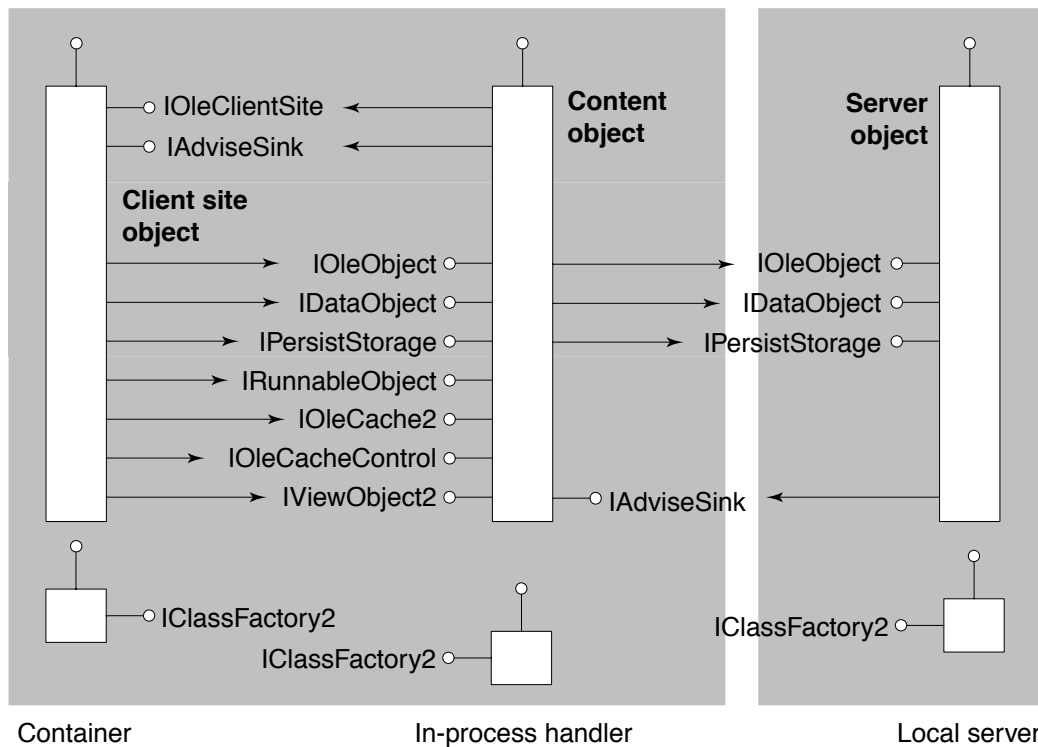 IOleClientSite
IAdviseSink
Content
object
Server
object
Client site
object
IOleObject
IDataObject
IPersistStorage
IRunnableObject
IOleCache2
IOleCacheControl
IViewObject2
IOleObject
IDataObject
IPersistStorage
IAdviseSink
IClassFactory2
IClassFactory2
IClassFactory2
Container
In-process handler
Local server